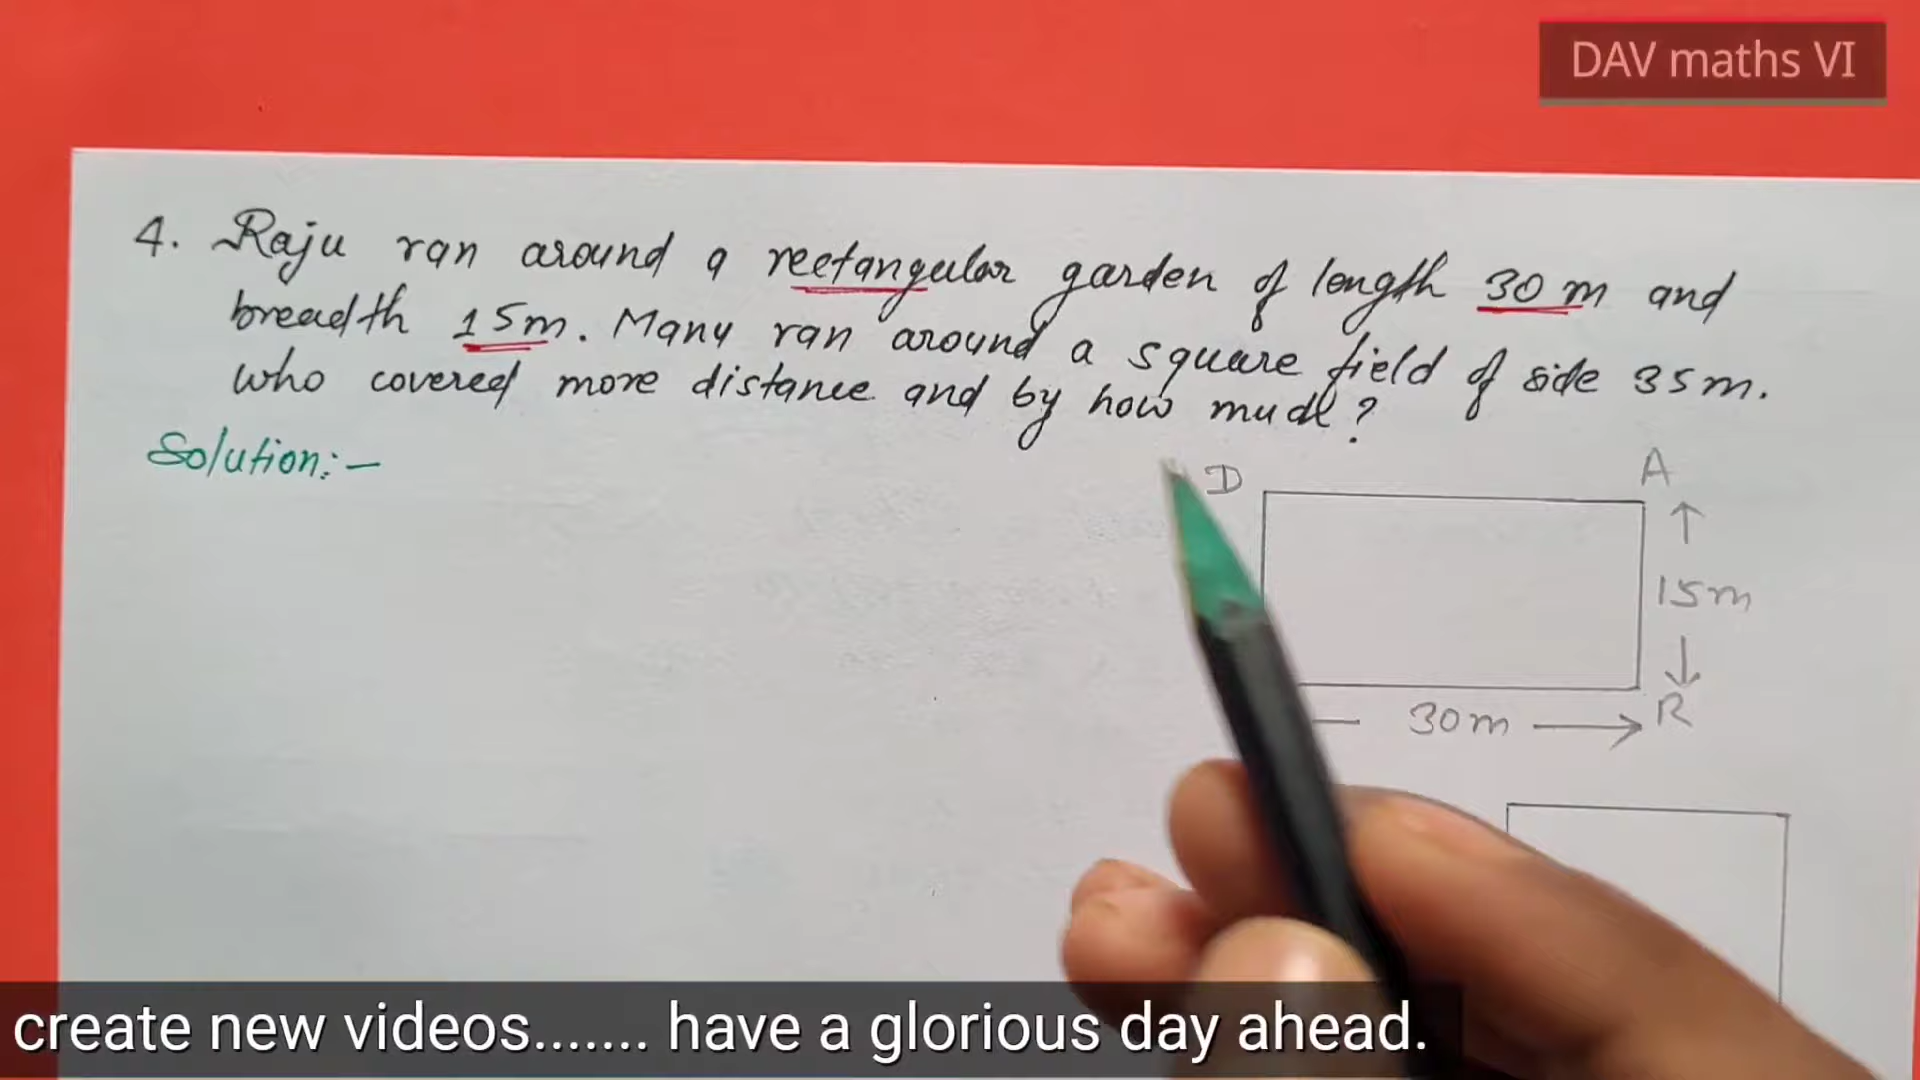 DAV maths VI
4. Raju ran around a rectangular garden of length 30 m and
breadth 15m. Many ran around a square field of side 35m.
who covered more distance and by how much?
Solution:-
D A
15m
30m R
create new videos....... have a glorious day ahead.